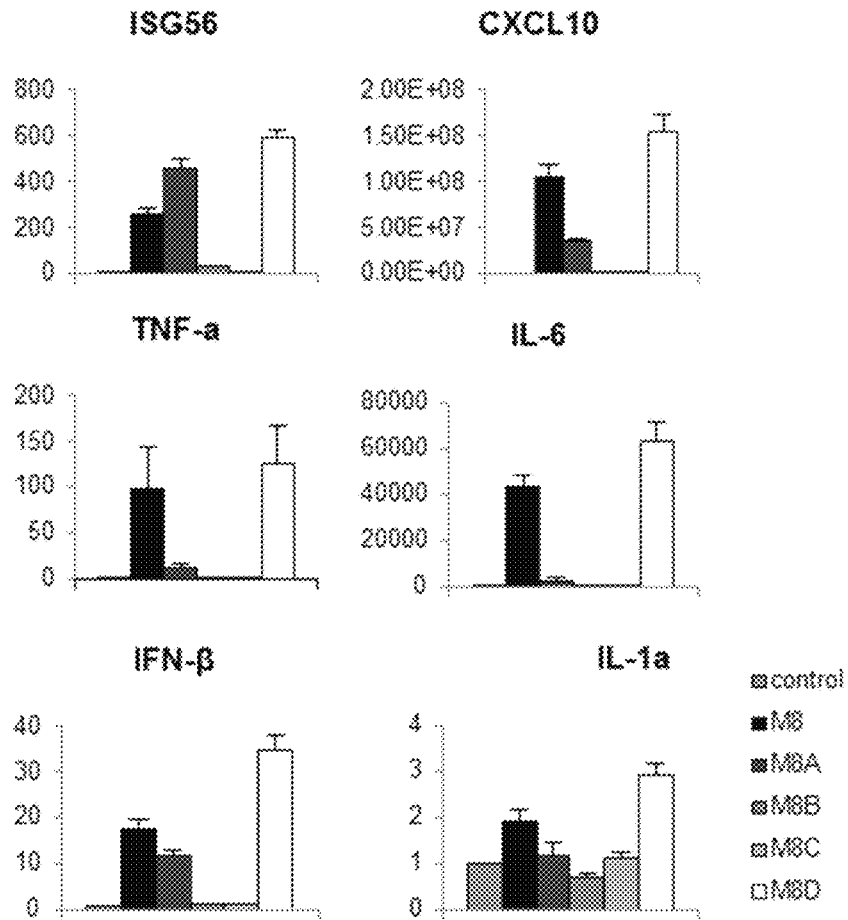 ISG56
800
600
400
200
0
CXCL10
2.00E+08
1.50E+08
1.00E+08
5.00E+07
0.00E+00
TNF-a
200
150
100
50
0
IL-6
80000
60000
40000
20000
0
IFN-β
40
30
20
10
0
IL-1a
4
3
2
1
0
control
M8
M8A
M8B
M8C
M8D